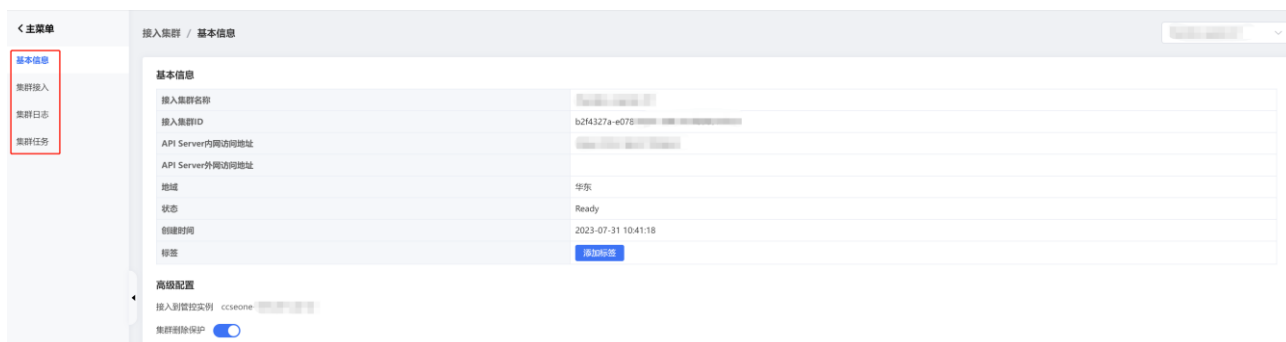 主菜单
接入集群 / 基本信息
基本信息
集群接入
集群日志
集群任务
基本信息
接入集群名称
接入集群ID b2f4327a-e078
API Server内网访问地址
API Server外网访问地址
地域 华东
状态 Ready
创建时间 2023-07-31 10:41:18
标签 添加标签
高级配置
接入到管控实例 ccseone-
集群删除保护